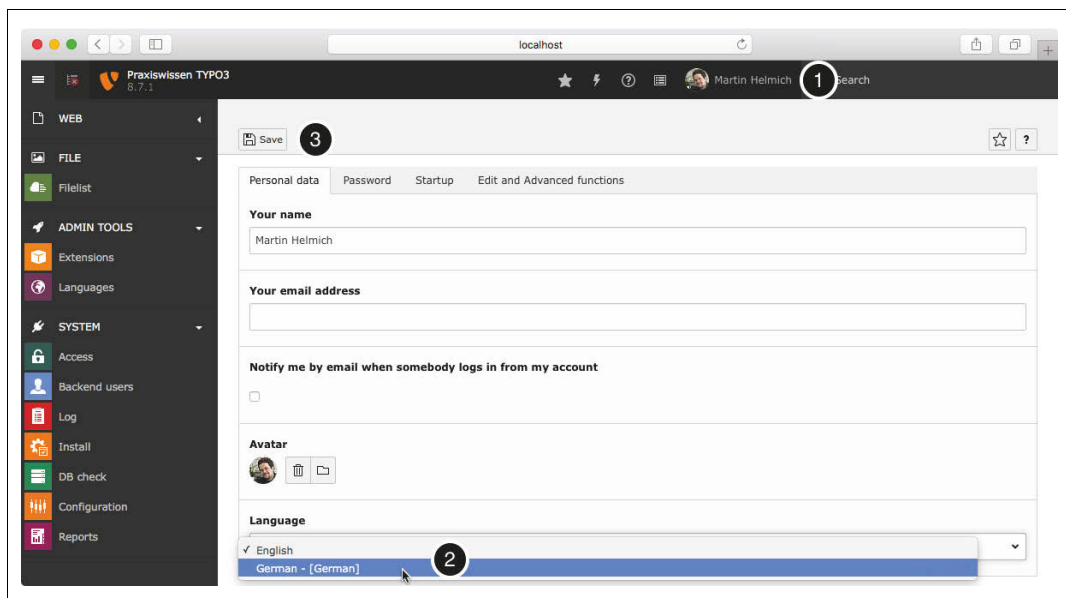 localhost
Praxiswissen TYPO3
8.7.1
Martin Helmich
1
Search
WEB
Save
3
?
FILE
Filelist
Personal data Password Startup Edit and Advanced functions
Your name
Martin Helmich
ADMIN TOOLS
Extensions
Languages
Your email address
SYSTEM
Access
Backend users
Log
Install
DB check
Configuration
Reports
Notify me by email when somebody logs in from my account
Avatar
Language
✓ English
2
German - [German]